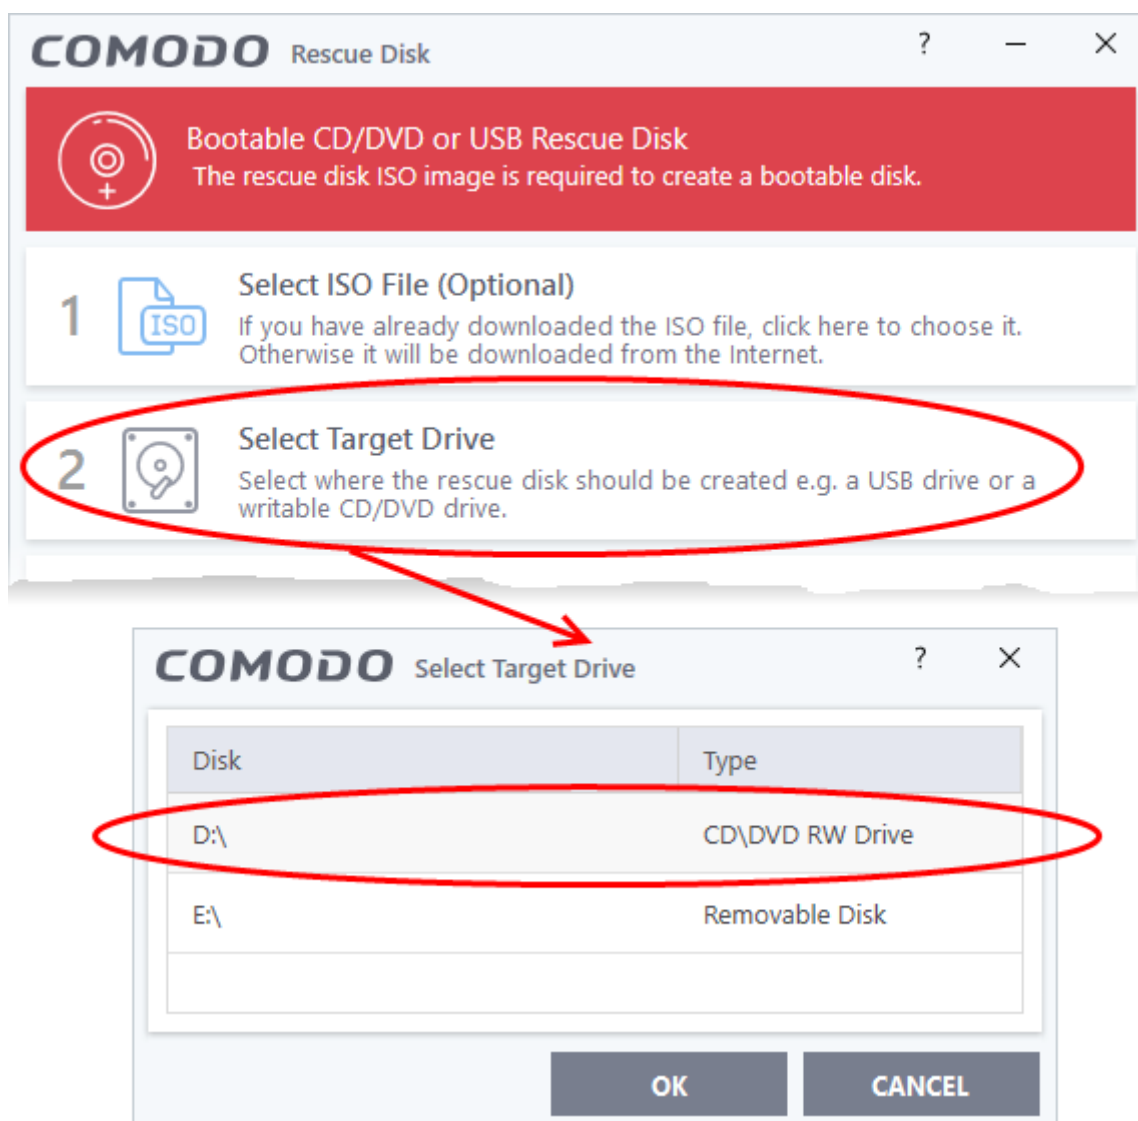 COMODO Rescue Disk ?
Bootable CD/DVD or USB Rescue Disk
The rescue disk ISO image is required to create a bootable disk.
1 ISO Select ISO File (Optional)
If you have already downloaded the ISO file, click here to choose it.
Otherwise it will be downloaded from the Internet.
2 Select Target Drive
Select where the rescue disk should be created e.g. a USB drive or a
writable CD/DVD drive.
COMODO Select Target Drive ?
Disk Type
D:\ CD\DVD RW Drive
E:\ Removable Disk
OK CANCEL